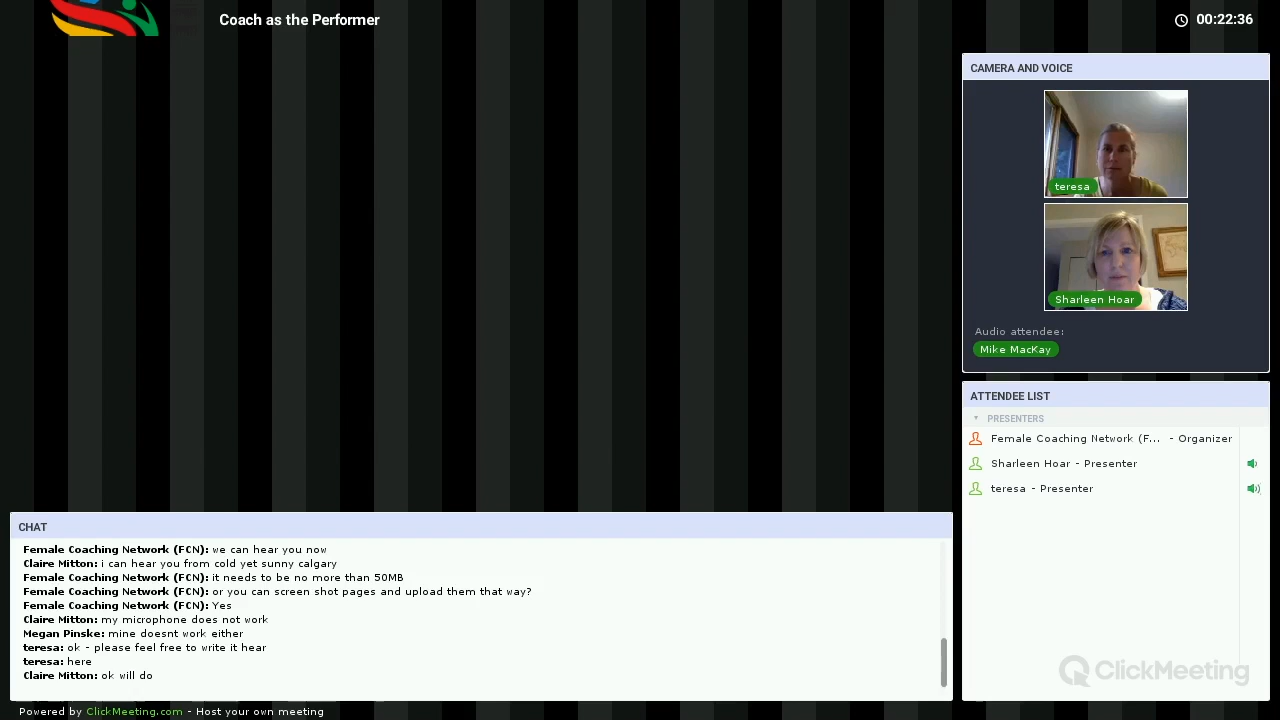 Coach as the Performer
00:22:36
CAMERA AND VOICE
teresa
Sharleen Hoar
Audio attendee:
Mike MacKay
ATTENDEE LIST
PRESENTERS
Female Coaching Network (F... - Organizer
Sharleen Hoar - Presenter
teresa - Presenter
CHAT
Female Coaching Network (FCN): we can hear you now
Claire Mitton: i can hear you from cold yet sunny calgary
Female Coaching Network (FCN): it needs to be no more than 50MB
Female Coaching Network (FCN): or you can screen shot pages and upload them that way?
Female Coaching Network (FCN): Yes
Claire Mitton: my microphone does not work
Megan Pinske: mine doesnt work either
teresa: ok - please feel free to write it hear
teresa: here
Claire Mitton: ok will do
ClickMeeting
Powered by ClickMeeting.com - Host your own meeting